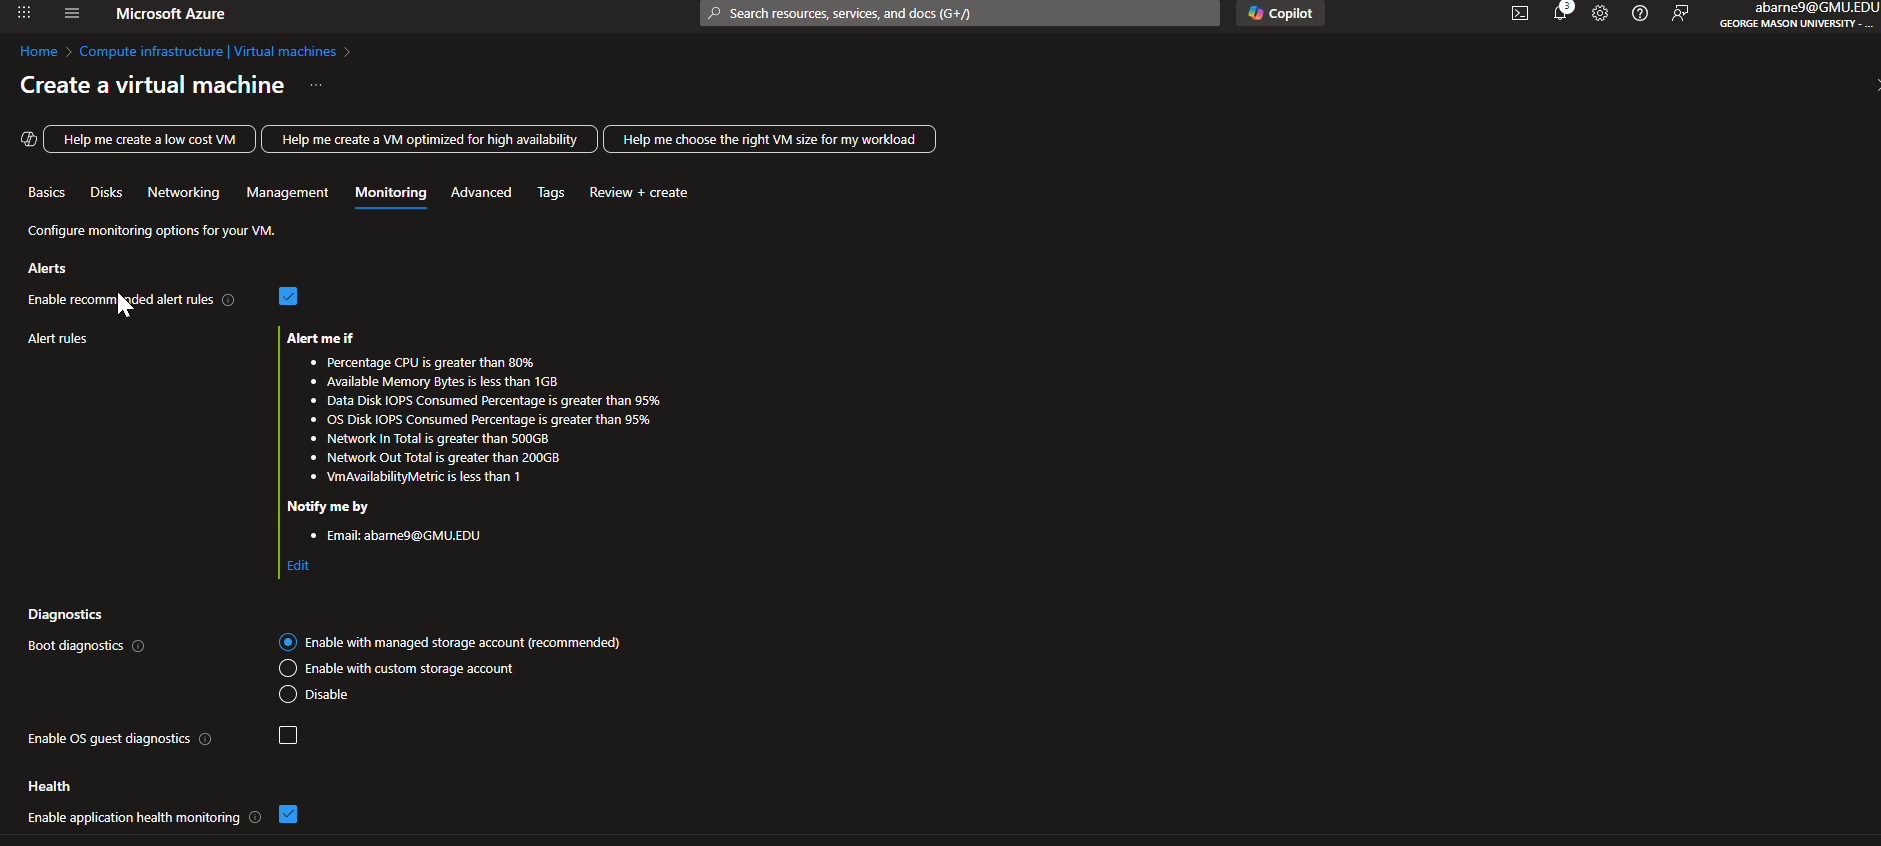 Microsoft Azure
Search resources, services, and docs (G+/)
Copilot
3
abarne9@GMU.EDU
GEORGE MASON UNIVERSITY - ...
Home > Compute infrastructure | Virtual machines >
Create a virtual machine ...
Help me create a low cost VM
Help me create a VM optimized for high availability
Help me choose the right VM size for my workload
Basics Disks Networking Management Monitoring Advanced Tags Review + create
Configure monitoring options for your VM.
Alerts
Enable recommended alert rules
Alert rules
Alert me if
• Percentage CPU is greater than 80%
• Available Memory Bytes is less than 1GB
• Data Disk IOPS Consumed Percentage is greater than 95%
• OS Disk IOPS Consumed Percentage is greater than 95%
• Network In Total is greater than 500GB
• Network Out Total is greater than 200GB
• VmAvailabilityMetric is less than 1
Notify me by
• Email: abarne9@GMU.EDU
Edit
Diagnostics
Boot diagnostics
Enable with managed storage account (recommended)
Enable with custom storage account
Disable
Enable OS guest diagnostics
Health
Enable application health monitoring